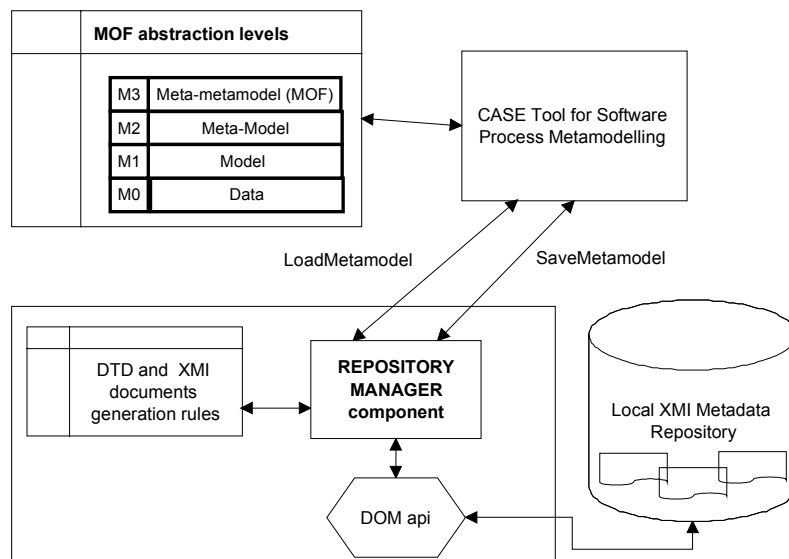 MOF abstraction levels
M3 Meta-metamodel (MOF)
M2 Meta-Model
M1 Model
M0 Data
CASE Tool for Software
Process Metamodelling
LoadMetamodel
SaveMetamodel
DTD and XMI
documents
generation rules
REPOSITORY
MANAGER
component
Local XMI Metadata
Repository
DOM api